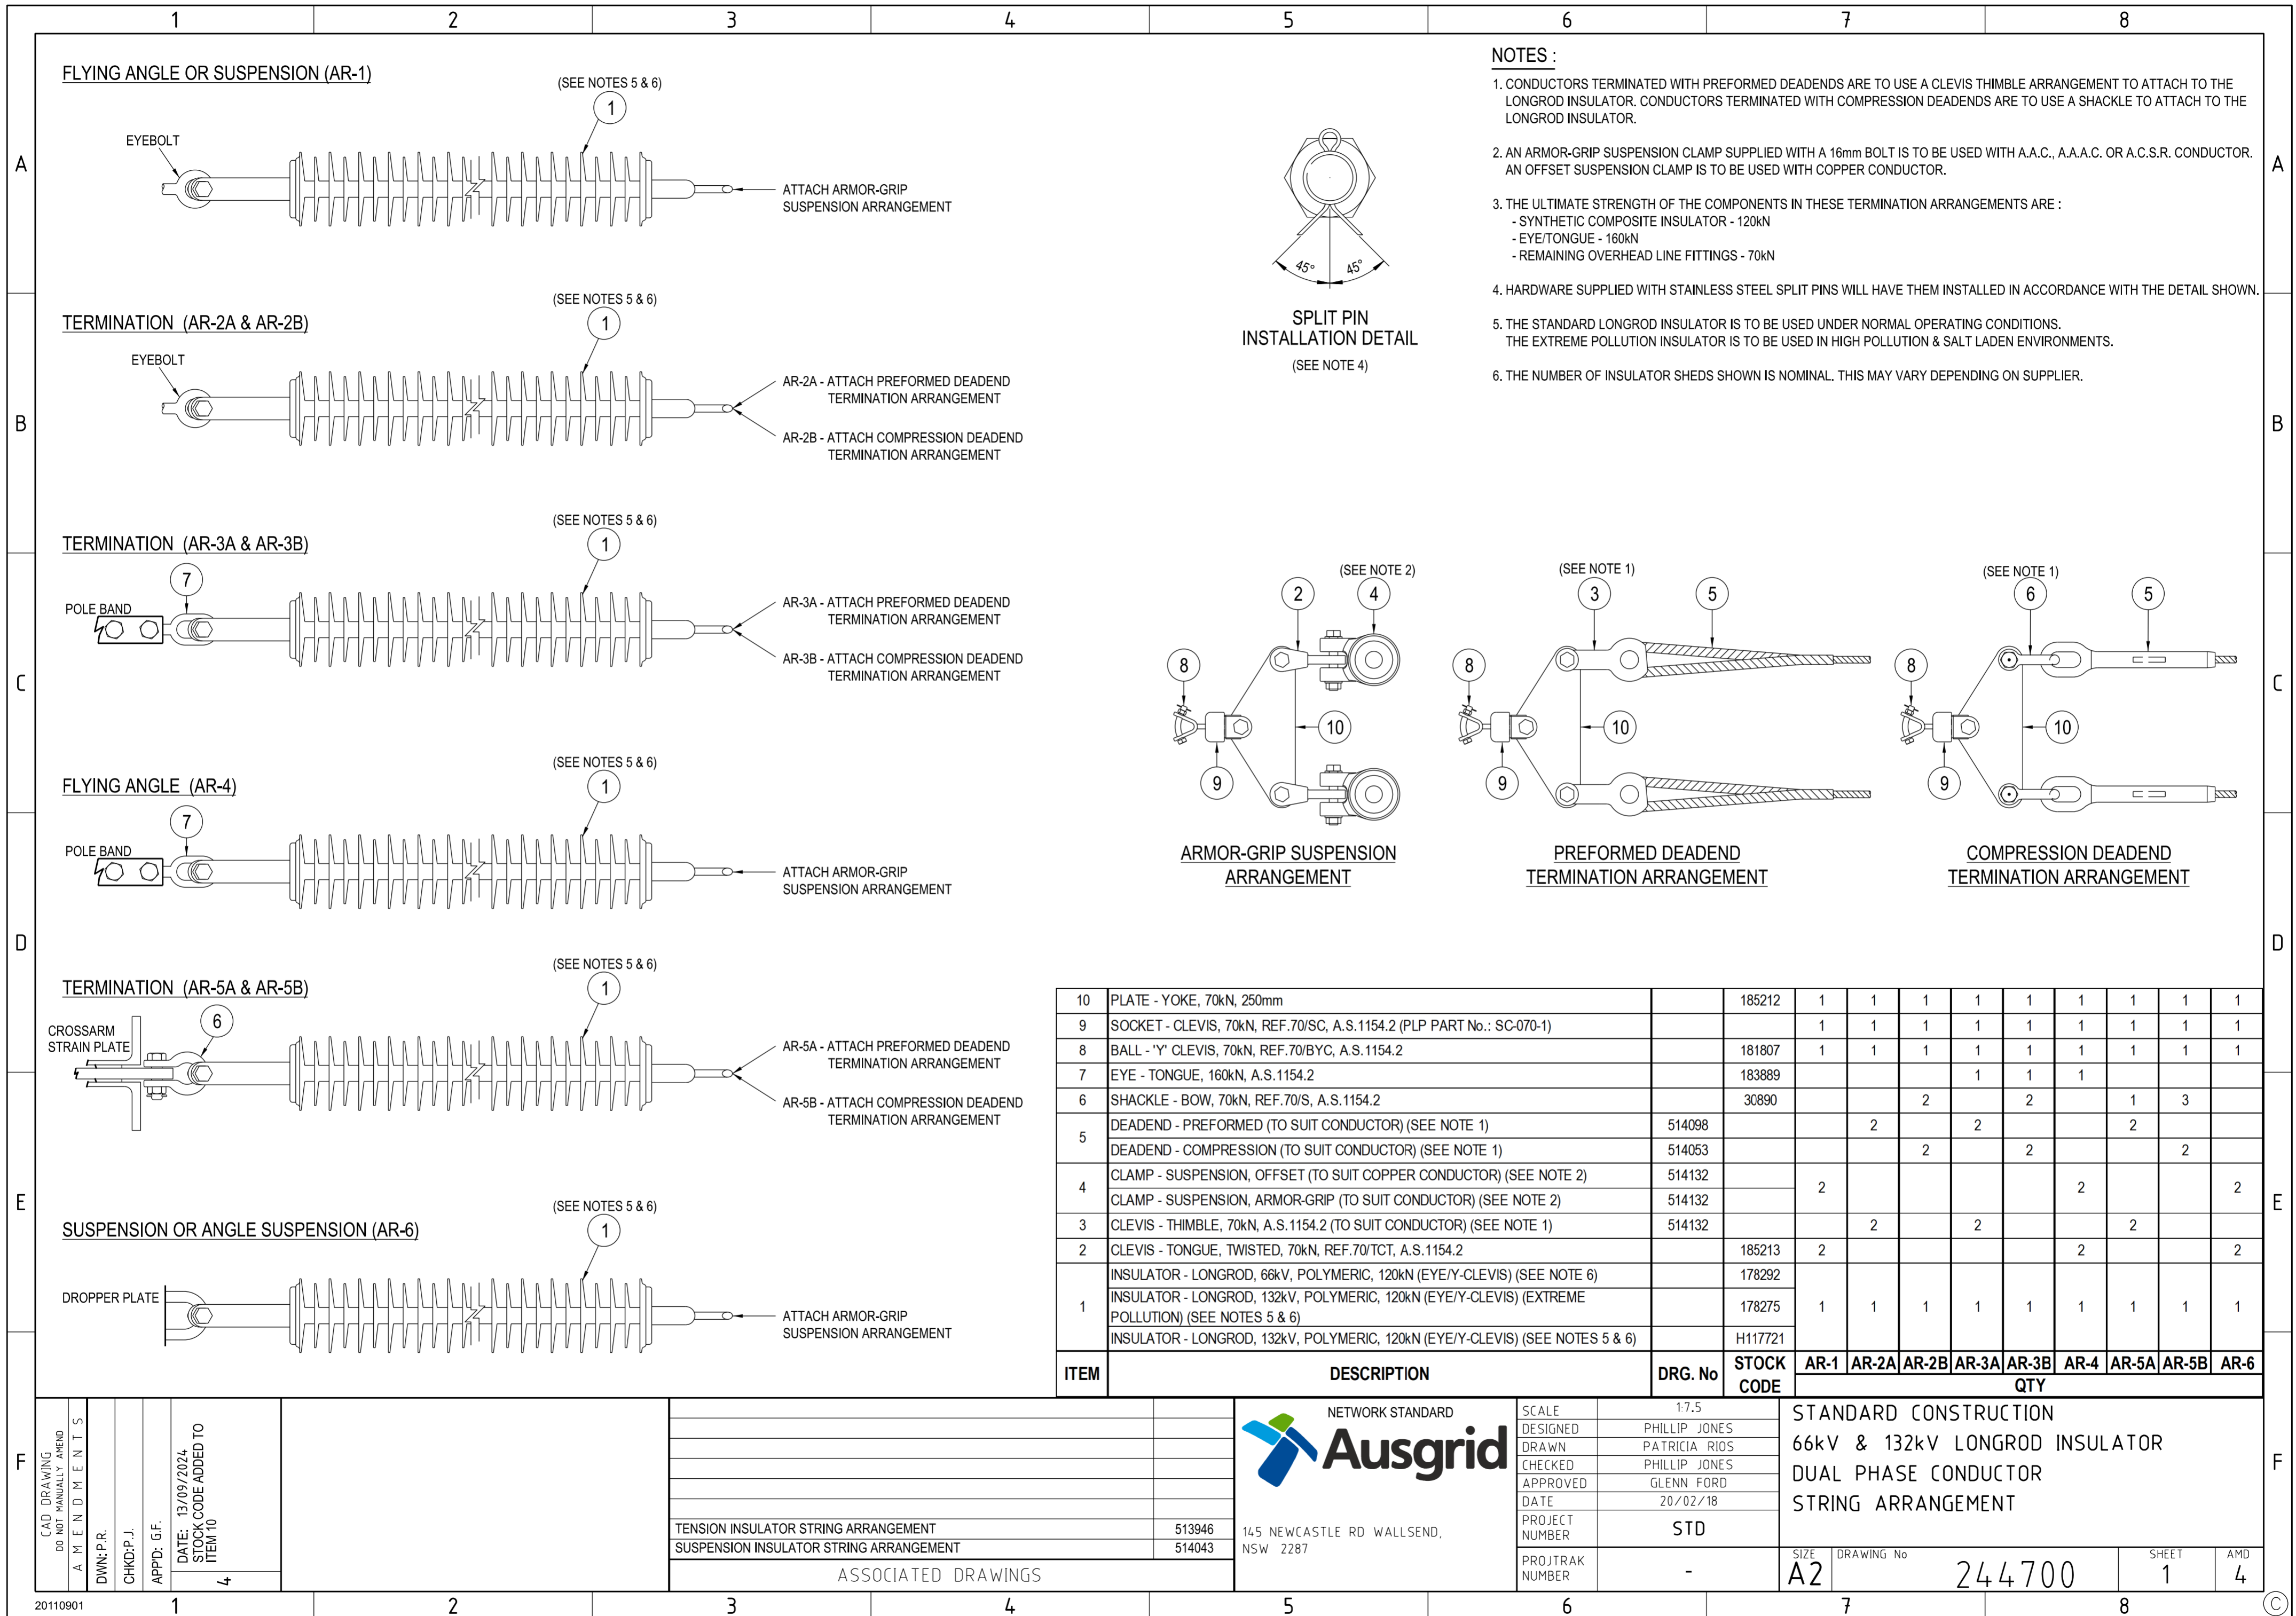 1 2 3 4 5 6 7 8
A
B
C
D
E
F
FLYING ANGLE OR SUSPENSION (AR-1)
(SEE NOTES 5 & 6)
1
EYEBOLT
ATTACH ARMOR-GRIP
SUSPENSION ARRANGEMENT
TERMINATION (AR-2A & AR-2B)
(SEE NOTES 5 & 6)
1
EYEBOLT
AR-2A - ATTACH PREFORMED DEADEND
TERMINATION ARRANGEMENT
AR-2B - ATTACH COMPRESSION DEADEND
TERMINATION ARRANGEMENT
TERMINATION (AR-3A & AR-3B)
(SEE NOTES 5 & 6)
1
7
POLE BAND
AR-3A - ATTACH PREFORMED DEADEND
TERMINATION ARRANGEMENT
AR-3B - ATTACH COMPRESSION DEADEND
TERMINATION ARRANGEMENT
FLYING ANGLE (AR-4)
(SEE NOTES 5 & 6)
1
7
POLE BAND
ATTACH ARMOR-GRIP
SUSPENSION ARRANGEMENT
TERMINATION (AR-5A & AR-5B)
(SEE NOTES 5 & 6)
1
6
CROSSARM
STRAIN PLATE
AR-5A - ATTACH PREFORMED DEADEND
TERMINATION ARRANGEMENT
AR-5B - ATTACH COMPRESSION DEADEND
TERMINATION ARRANGEMENT
SUSPENSION OR ANGLE SUSPENSION (AR-6)
(SEE NOTES 5 & 6)
1
DROPPER PLATE
ATTACH ARMOR-GRIP
SUSPENSION ARRANGEMENT
45° 45°
SPLIT PIN
INSTALLATION DETAIL
(SEE NOTE 4)
NOTES :
1. CONDUCTORS TERMINATED WITH PREFORMED DEADENDS ARE TO USE A CLEVIS THIMBLE ARRANGEMENT TO ATTACH TO THE
LONGROD INSULATOR. CONDUCTORS TERMINATED WITH COMPRESSION DEADENDS ARE TO USE A SHACKLE TO ATTACH TO THE
LONGROD INSULATOR.
2. AN ARMOR-GRIP SUSPENSION CLAMP SUPPLIED WITH A 16mm BOLT IS TO BE USED WITH A.A.C., A.A.A.C. OR A.C.S.R. CONDUCTOR.
AN OFFSET SUSPENSION CLAMP IS TO BE USED WITH COPPER CONDUCTOR.
3. THE ULTIMATE STRENGTH OF THE COMPONENTS IN THESE TERMINATION ARRANGEMENTS ARE :
- SYNTHETIC COMPOSITE INSULATOR - 120kN
- EYE/TONGUE - 160kN
- REMAINING OVERHEAD LINE FITTINGS - 70kN
4. HARDWARE SUPPLIED WITH STAINLESS STEEL SPLIT PINS WILL HAVE THEM INSTALLED IN ACCORDANCE WITH THE DETAIL SHOWN.
5. THE STANDARD LONGROD INSULATOR IS TO BE USED UNDER NORMAL OPERATING CONDITIONS.
THE EXTREME POLLUTION INSULATOR IS TO BE USED IN HIGH POLLUTION & SALT LADEN ENVIRONMENTS.
6. THE NUMBER OF INSULATOR SHEDS SHOWN IS NOMINAL. THIS MAY VARY DEPENDING ON SUPPLIER.
(SEE NOTE 2)
2 4
8
10
9
ARMOR-GRIP SUSPENSION
ARRANGEMENT
(SEE NOTE 1)
3 5
8
10
9
PREFORMED DEADEND
TERMINATION ARRANGEMENT
(SEE NOTE 1)
6 5
8
10
9
COMPRESSION DEADEND
TERMINATION ARRANGEMENT
10 PLATE - YOKE, 70kN, 250mm 185212 1 1 1 1 1 1 1 1 1
9 SOCKET - CLEVIS, 70kN, REF.70/SC, A.S.1154.2 (PLP PART No.: SC-070-1) 1 1 1 1 1 1 1 1 1
8 BALL - 'Y' CLEVIS, 70kN, REF.70/BYC, A.S.1154.2 181807 1 1 1 1 1 1 1 1 1
7 EYE - TONGUE, 160kN, A.S.1154.2 183889 1 1 1
6 SHACKLE - BOW, 70kN, REF.70/S, A.S.1154.2 30890 2 2 1 3
5 DEADEND - PREFORMED (TO SUIT CONDUCTOR) (SEE NOTE 1) 514098 2 2 2
DEADEND - COMPRESSION (TO SUIT CONDUCTOR) (SEE NOTE 1) 514053 2 2 2
4 CLAMP - SUSPENSION, OFFSET (TO SUIT COPPER CONDUCTOR) (SEE NOTE 2) 514132 2 2 2
CLAMP - SUSPENSION, ARMOR-GRIP (TO SUIT CONDUCTOR) (SEE NOTE 2) 514132
3 CLEVIS - THIMBLE, 70kN, A.S.1154.2 (TO SUIT CONDUCTOR) (SEE NOTE 1) 514132 2 2 2
2 CLEVIS - TONGUE, TWISTED, 70kN, REF.70/TCT, A.S.1154.2 185213 2 2 2
INSULATOR - LONGROD, 66kV, POLYMERIC, 120kN (EYE/Y-CLEVIS) (SEE NOTE 6) 178292
1 INSULATOR - LONGROD, 132kV, POLYMERIC, 120kN (EYE/Y-CLEVIS) (EXTREME
POLLUTION) (SEE NOTES 5 & 6) 178275 1 1 1 1 1 1 1 1 1
INSULATOR - LONGROD, 132kV, POLYMERIC, 120kN (EYE/Y-CLEVIS) (SEE NOTES 5 & 6) H117721
ITEM DESCRIPTION DRG. No STOCK CODE AR-1 AR-2A AR-2B AR-3A AR-3B AR-4 AR-5A AR-5B AR-6
QTY
CAD DRAWING
DO NOT MANUALLY AMEND
AMENDMENTS
DWN: P.R.
CHKD:P.J.
APP'D: G.F.
DATE: 13/09/2024
STOCK CODE ADDED TO
ITEM 10
4
TENSION INSULATOR STRING ARRANGEMENT 513946
SUSPENSION INSULATOR STRING ARRANGEMENT 514043
ASSOCIATED DRAWINGS
NETWORK STANDARD
Ausgrid
145 NEWCASTLE RD WALLSEND,
NSW 2287
SCALE 1:7.5
DESIGNED PHILLIP JONES
DRAWN PATRICIA RIOS
CHECKED PHILLIP JONES
APPROVED GLENN FORD
DATE 20/02/18
PROJECT NUMBER STD
PROJTRAK NUMBER -
STANDARD CONSTRUCTION
66kV & 132kV LONGROD INSULATOR
DUAL PHASE CONDUCTOR
STRING ARRANGEMENT
SIZE A2
DRAWING No 244700
SHEET 1
AMD 4
A
B
C
D
E
F
20110901
1 2 3 4 5 6 7 8
©